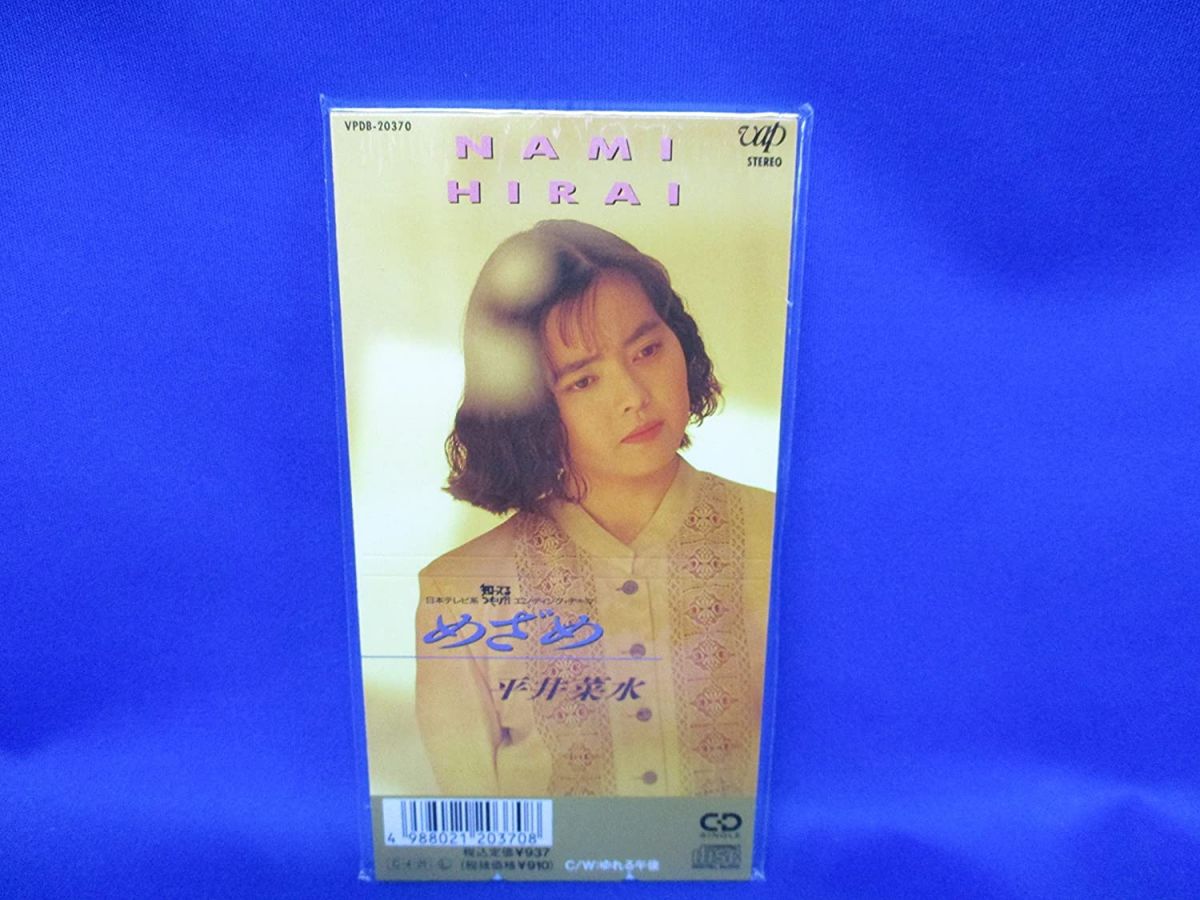 VPDB-20370
vap
STEREO
NAMI
HIRAI
日本テレビ系 知ってるつもり?! エンディング・テーマ
めざめ
平井菜水
4 988021 203708
税込定価¥937
(税抜価格¥910)
C/W:ゆれる午後
CD
SINGLE